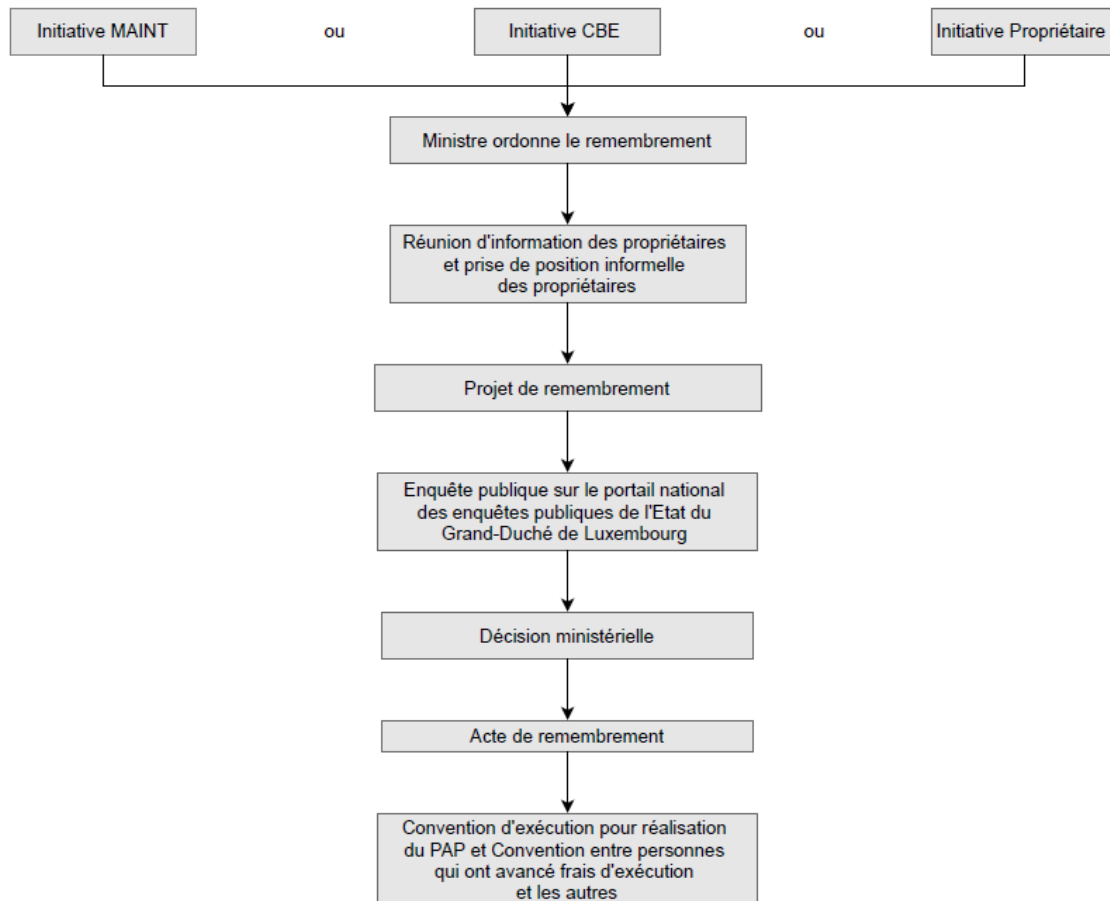 Initiative MAINT ou Initiative CBE ou Initiative Propriétaire
Ministre ordonne le remembrement
Réunion d'information des propriétaires
et prise de position informelle
des propriétaires
Projet de remembrement
Enquête publique sur le portail national
des enquêtes publiques de l'Etat du
Grand-Duché de Luxembourg
Décision ministérielle
Acte de remembrement
Convention d'exécution pour réalisation
du PAP et Convention entre personnes
qui ont avancé frais d'exécution
et les autres